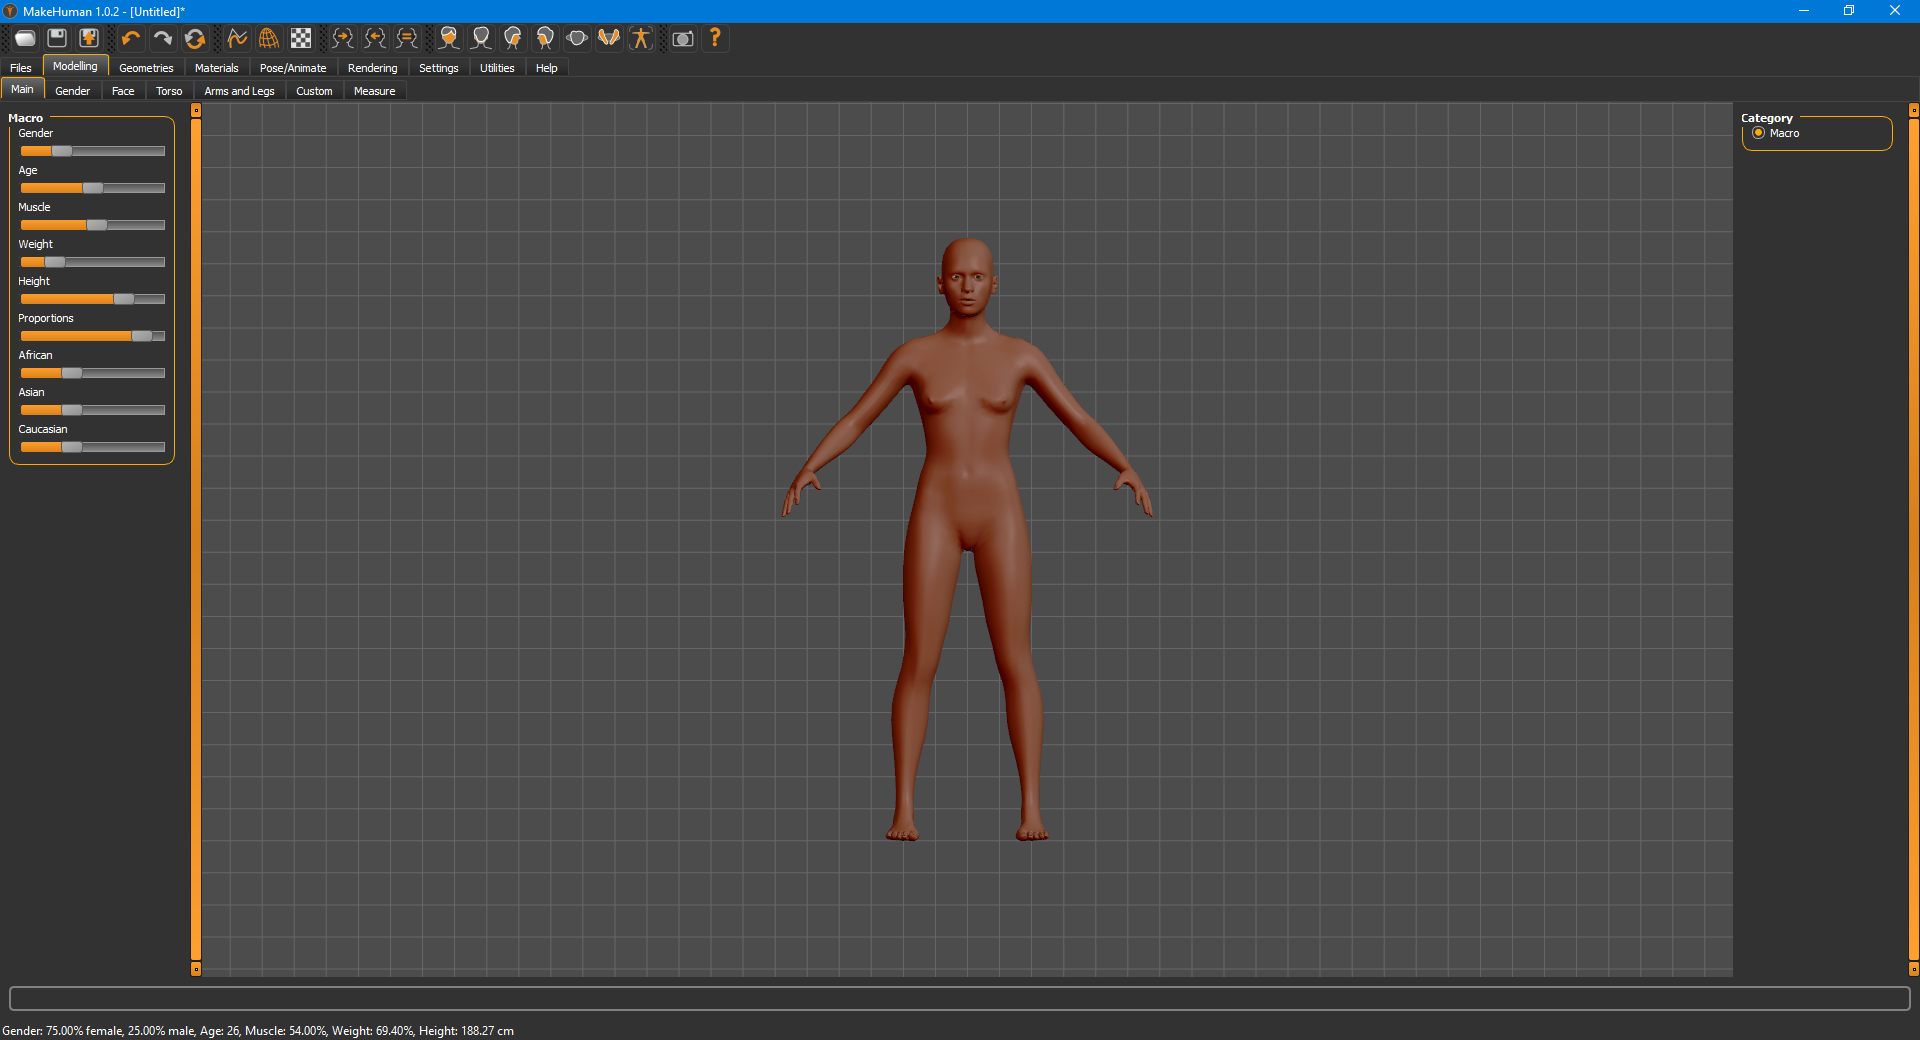 MakeHuman 1.0.2 - [Untitled]*
Files Modelling Geometries Materials Pose/Animate Rendering Settings Utilities Help
Main Gender Face Torso Arms and Legs Custom Measure
Macro
Gender
Age
Muscle
Weight
Height
Proportions
African
Asian
Caucasian
Category
Macro
Gender: 75.00% female, 25.00% male, Age: 26, Muscle: 54.00%, Weight: 69.40%, Height: 188.27 cm